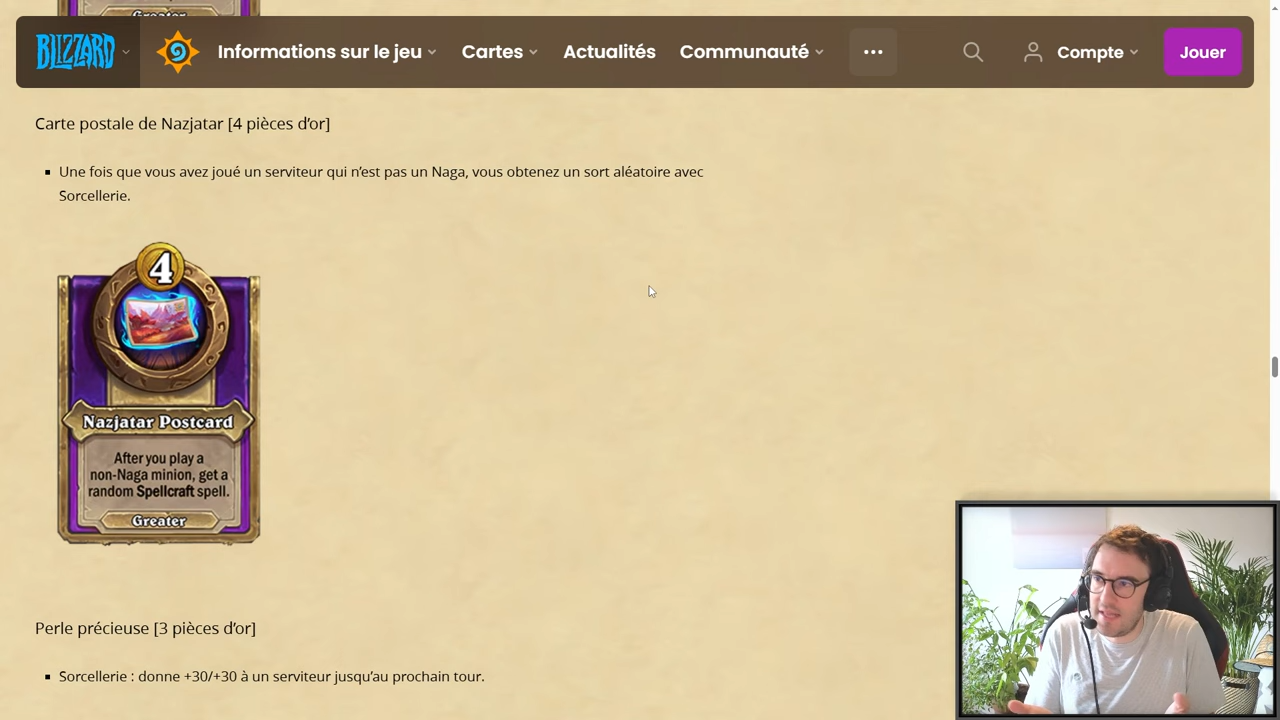 Greater
BLIZZARD
Informations sur le jeu
Cartes
Actualités
Communauté
•••
Compte
Jouer
Carte postale de Nazjatar [4 pièces d’or]
Une fois que vous avez joué un serviteur qui n’est pas un Naga, vous obtenez un sort aléatoire avec
Sorcellerie.
4
Nazjatar Postcard
After you play a
non-Naga minion, get a
random Spellcraft spell.
Greater
Perle précieuse [3 pièces d’or]
Sorcellerie : donne +30/+30 à un serviteur jusqu’au prochain tour.